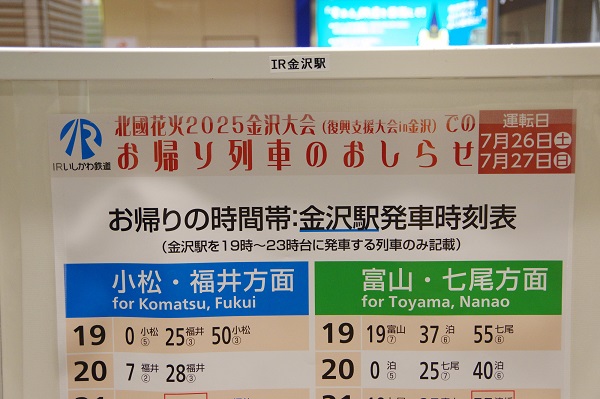 IR金沢駅
IRいしかわ鉄道
北國花火2025金沢大会(復興支援大会in金沢)での
お帰り列車のおしらせ
運転日
7月26日土
7月27日日
お帰りの時間帯:金沢駅発車時刻表
(金沢駅を19時~23時台に発車する列車のみ記載)
小松・福井方面
for Komatsu, Fukui
19 0小松⑤ 25福井③ 50小松③
20 7福井② 28福井③
富山・七尾方面
for Toyama, Nanao
19 19富山⑦ 37泊⑥ 55七尾⑥
20 0泊⑤ 25七尾⑦ 40泊⑥